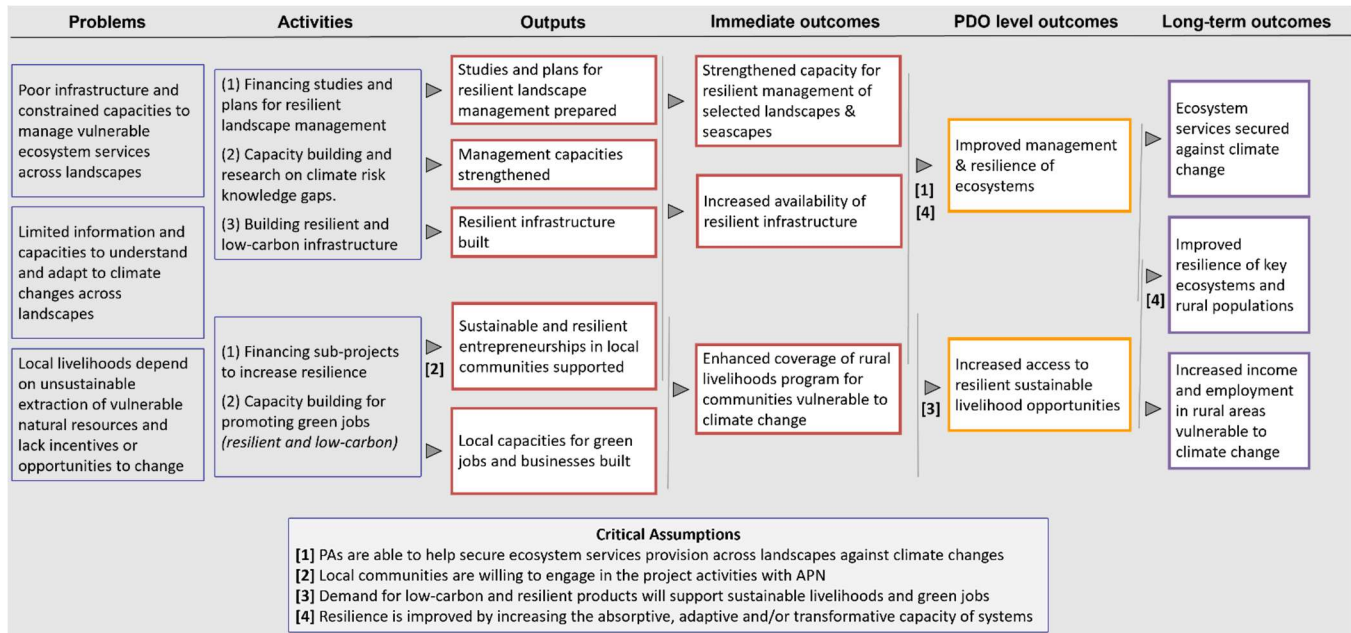 Problems
Activities
Outputs
Immediate outcomes
PDO level outcomes
Long-term outcomes
Poor infrastructure and
constrained capacities to
manage vulnerable
ecosystem services
across landscapes
Limited information and
capacities to understand
and adapt to climate
changes across
landscapes
Local livelihoods depend
on unsustainable
extraction of vulnerable
natural resources and
lack incentives or
opportunities to change
(1) Financing studies and
plans for resilient
landscape management
(2) Capacity building and
research on climate risk
knowledge gaps.
(3) Building resilient and
low-carbon infrastructure
(1) Financing sub-projects
to increase resilience
(2) Capacity building for
promoting green jobs
(resilient and low-carbon)
[2]
Studies and plans for
resilient landscape
management prepared
Management capacities
strengthened
Resilient infrastructure
built
Sustainable and resilient
entrepreneurships in local
communities supported
Local capacities for green
jobs and businesses built
Strengthened capacity for
resilient management of
selected landscapes &
seascapes
Increased availability of
resilient infrastructure
Enhanced coverage of rural
livelihoods program for
communities vulnerable to
climate change
[1]
[4]
[3]
Improved management
& resilience of
ecosystems
Increased access to
resilient sustainable
livelihood opportunities
[4]
Ecosystem
services secured
against climate
change
Improved
resilience of key
ecosystems and
rural populations
Increased income
and employment
in rural areas
vulnerable to
climate change
Critical Assumptions
[1] PAs are able to help secure ecosystem services provision across landscapes against climate changes
[2] Local communities are willing to engage in the project activities with APN
[3] Demand for low-carbon and resilient products will support sustainable livelihoods and green jobs
[4] Resilience is improved by increasing the absorptive, adaptive and/or transformative capacity of systems